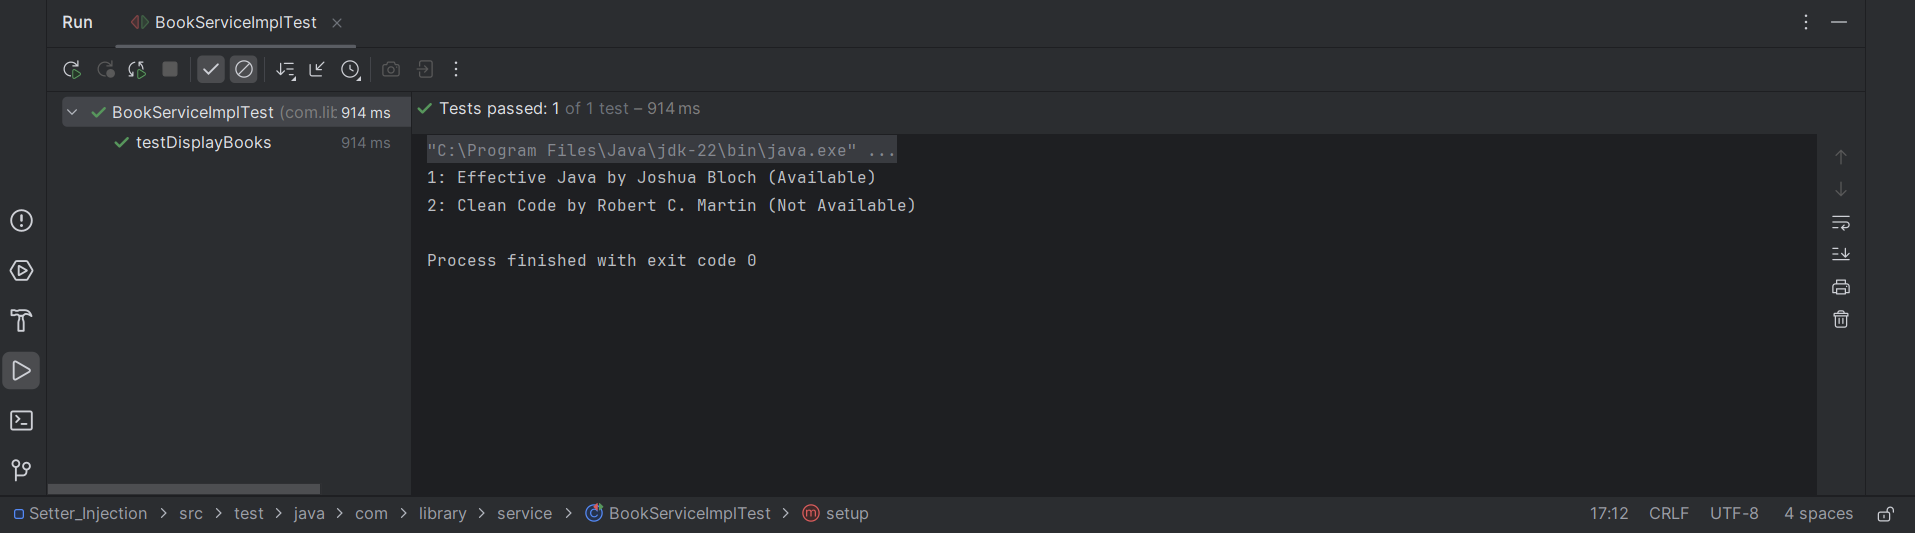 Run BookServiceImplTest
BookServiceImplTest (com.lib 914 ms
testDisplayBooks 914 ms
Tests passed: 1 of 1 test – 914 ms
"C:\Program Files\Java\jdk-22\bin\java.exe" ...
1: Effective Java by Joshua Bloch (Available)
2: Clean Code by Robert C. Martin (Not Available)
Process finished with exit code 0
Setter_Injection > src > test > java > com > library > service > BookServiceImplTest > setup 17:12 CRLF UTF-8 4 spaces